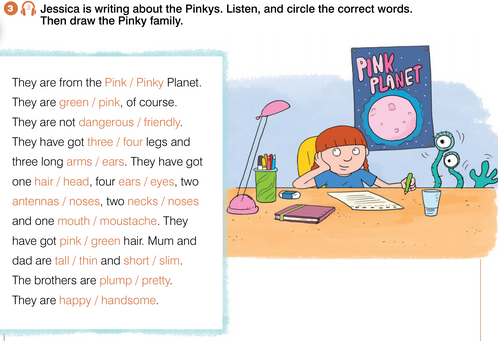 3 3 Jessica is writing about the Pinkys. Listen, and circle the correct words.
Then draw the Pinky family.
They are from the Pink / Pinky Planet.
They are green / pink, of course.
They are not dangerous / friendly.
They have got three / four legs and
three long arms / ears. They have got
one hair / head, four ears / eyes, two
antennas / noses, two necks / noses
and one mouth / moustache. They
have got pink / green hair. Mum and
dad are tall / thin and short / slim.
The brothers are plump / pretty.
They are happy / handsome.
PINK
PLANET